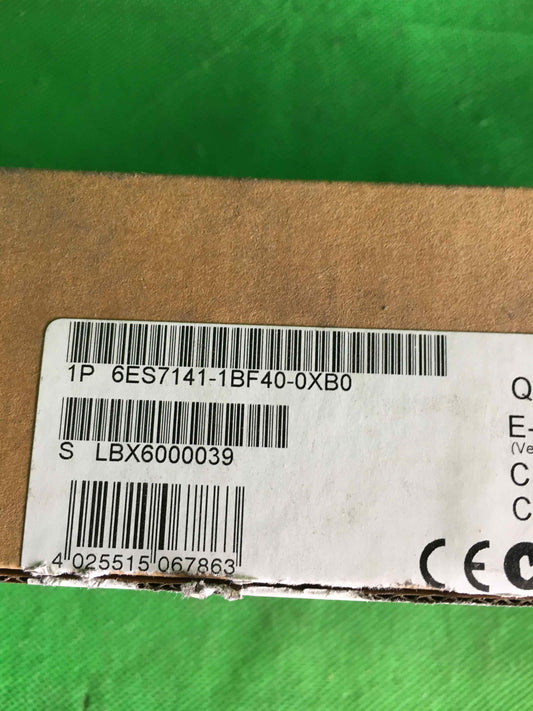 1P 6ES7141-1BF40-0XB0
S LBX6000039
4 025515 067863
Q
E-
(Ve
C
C
CE